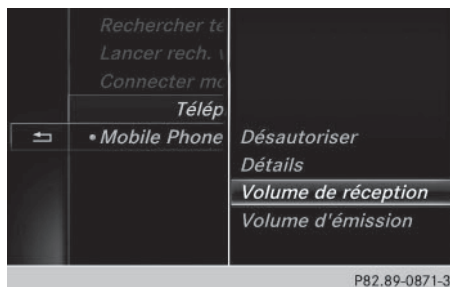 Rechercher té
Lancer rech.
Connecter mo
Télép
• Mobile Phone
Désautoriser
Détails
Volume de réception
Volume d'émission
P82.89-0871-3